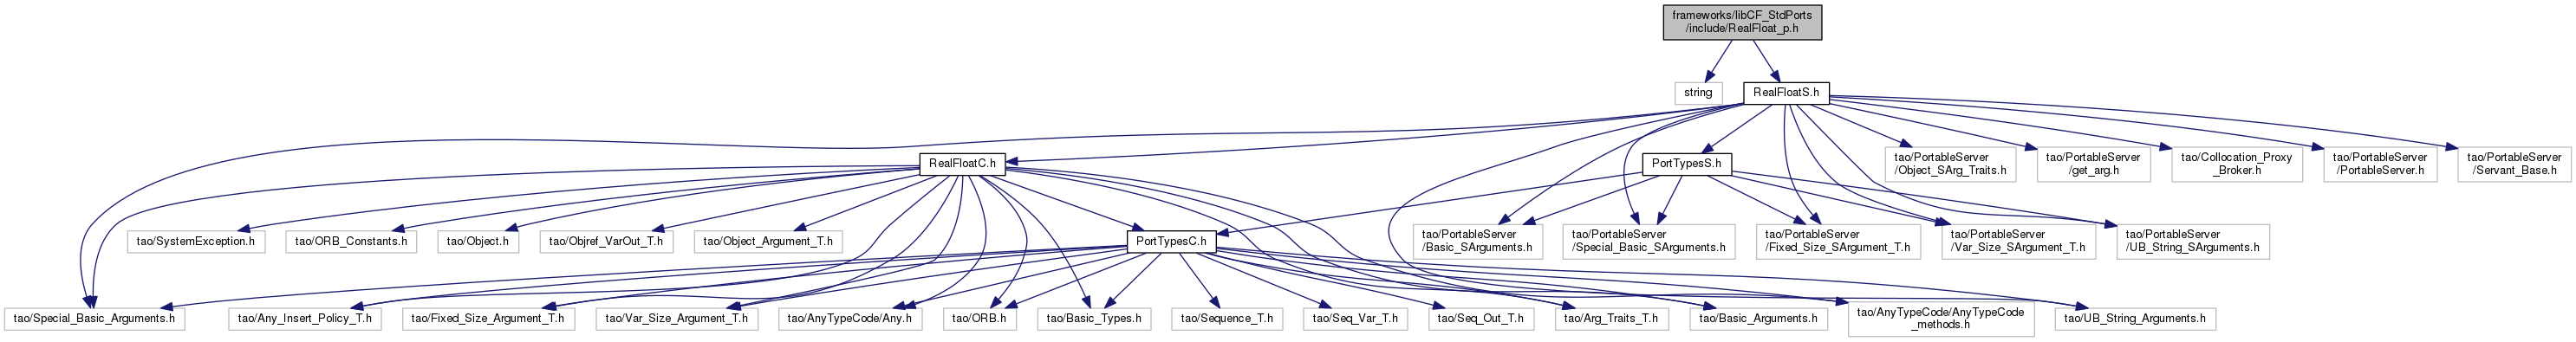 frameworks/libCF_StdPorts
/include/RealFloat_p.h
string
RealFloatS.h
RealFloatC.h
PortTypesS.h
tao/PortableServer
/Object_SArg_Traits.h
tao/PortableServer
/get_arg.h
tao/Collocation_Proxy
_Broker.h
tao/PortableServer
/PortableServer.h
tao/PortableServer
/Servant_Base.h
tao/SystemException.h
tao/ORB_Constants.h
tao/Object.h
tao/Objref_VarOut_T.h
tao/Object_Argument_T.h
PortTypesC.h
tao/PortableServer
/Basic_SArguments.h
tao/PortableServer
/Special_Basic_SArguments.h
tao/PortableServer
/Fixed_Size_SArgument_T.h
tao/PortableServer
/Var_Size_SArgument_T.h
tao/PortableServer
/UB_String_SArguments.h
tao/Special_Basic_Arguments.h
tao/Any_Insert_Policy_T.h
tao/Fixed_Size_Argument_T.h
tao/Var_Size_Argument_T.h
tao/AnyTypeCode/Any.h
tao/ORB.h
tao/Basic_Types.h
tao/Sequence_T.h
tao/Seq_Var_T.h
tao/Seq_Out_T.h
tao/Arg_Traits_T.h
tao/Basic_Arguments.h
tao/AnyTypeCode/AnyTypeCode
_methods.h
tao/UB_String_Arguments.h